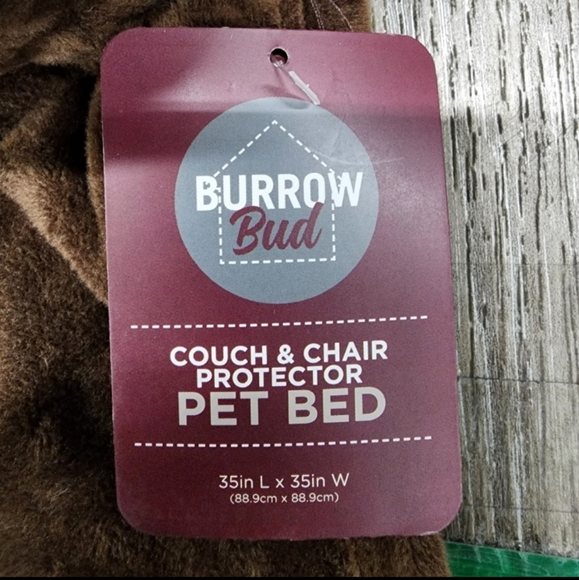 BURROW
Bud
COUCH & CHAIR
PROTECTOR
PET BED
35in L x 35in W
(88.9cm x 88.9cm)